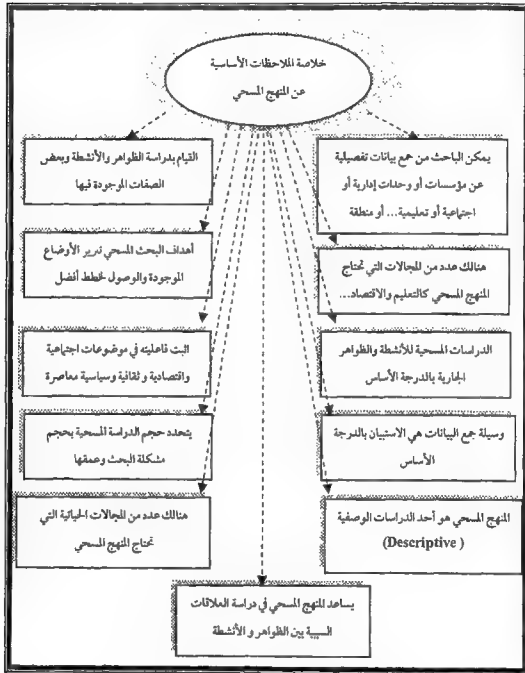 خلاصة الملاحظات الأساسية
عن المنهج المسحي
يمكن الباحث من جمع بيانات تفصيلية
عن مؤسسات أو وحدات إدارية أو
اجتماعية أو تعليمية... أو منطقة
القيام بدراسة الظواهر والأنشطة وبعض
الصفات الموجودة فيها
هنالك عدد من المجالات التي تحتاج
المنهج المسحي كالتعليم والاقتصاد...
أهداف البحث المسحي تبرير الأوضاع
الموجودة والوصول لخطط أفضل
الدراسات المسحية للأنشطة والظواهر
الجارية بالدرجة الأساس
اثبت فاعليته في موضوعات اجتماعية
واقتصادية وثقافية وسياسية معاصرة
وسيلة جمع البيانات هي الاستبيان بالدرجة
الأساس
يتحدد حجم الدراسة المسحية بحجم
مشكلة البحث وعمقها
المنهج المسحي هو أحد الدراسات الوصفية
(Descriptive )
هنالك عدد من المجالات الحياتية التي
تحتاج المنهج المسحي
يساعد المنهج المسحي في دراسة العلاقات
السببية بين الظواهر و الأنشطة